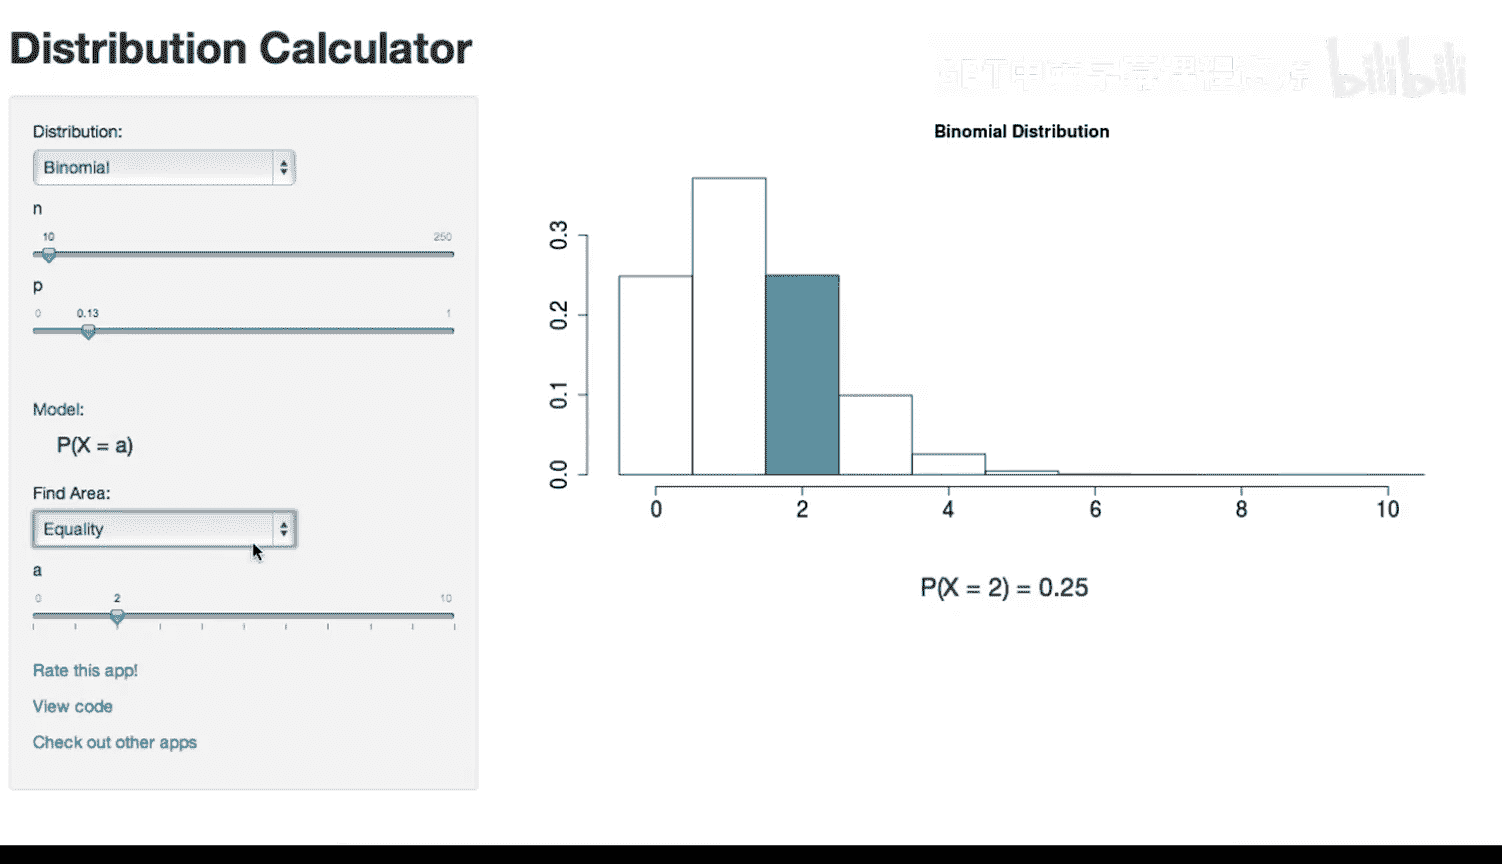 Distribution Calculator
Distribution:
Binomial
n
10
250
p
0
0.13
1
Model:
P(X = a)
Find Area:
Equality
a
0
2
10
Rate this app!
View code
Check out other apps
bilibili
Binomial Distribution
0.3
0.2
0.1
0.0
0 2 4 6 8 10
P(X = 2) = 0.25